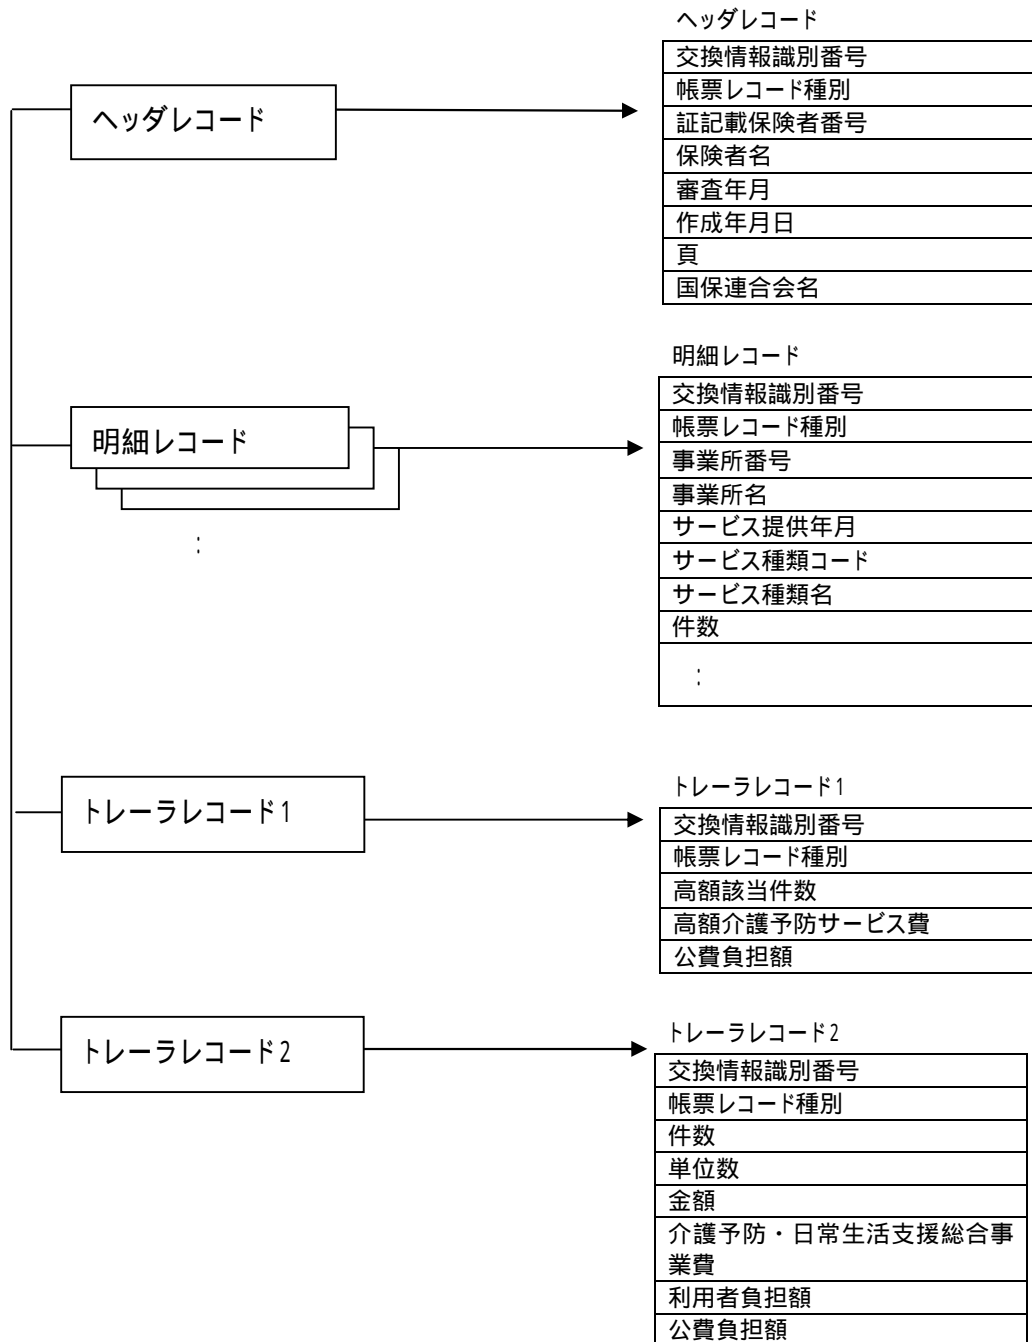 ヘッダレコード
ヘッダレコード
交換情報識別番号
帳票レコード種別
証記載保険者番号
保険者名
審査年月
作成年月日
頁
国保連合会名
明細レコード
:
明細レコード
交換情報識別番号
帳票レコード種別
事業所番号
事業所名
サービス提供年月
サービス種類コード
サービス種類名
件数
:
トレーラレコード1
トレーラレコード1
交換情報識別番号
帳票レコード種別
高額該当件数
高額介護予防サービス費
公費負担額
トレーラレコード2
トレーラレコード2
交換情報識別番号
帳票レコード種別
件数
単位数
金額
介護予防・日常生活支援総合事
業費
利用者負担額
公費負担額